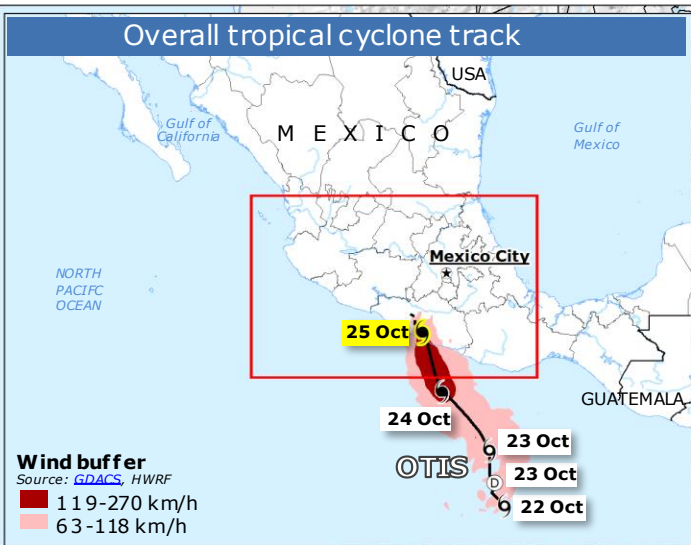 Overall tropical cyclone track
USA
Gulf of
California
MEXICO
Gulf of
Mexico
Mexico City
NORTH
PACIFC
OCEAN
25 Oct
GUATEMALA
24 Oct
23 Oct
OTIS
23 Oct
D
22 Oct
Wind buffer
Source: GDACS, HWRF
119-270 km/h
63-118 km/h